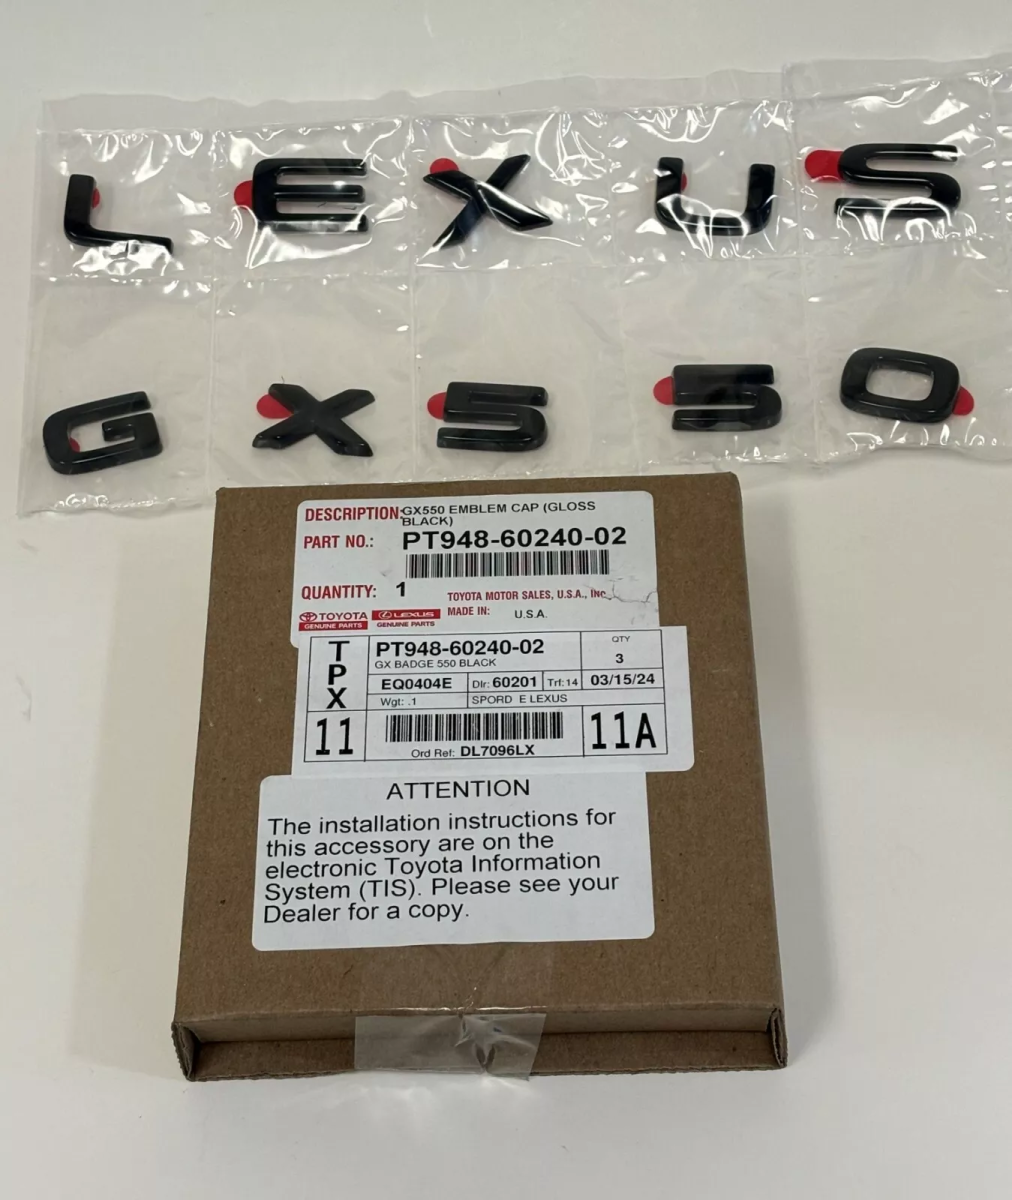 LEXUS
GX550
DESCRIPTION: GX550 EMBLEM CAP (GLOSS
BLACK)
PART NO.: PT948-60240-02
QUANTITY: 1
TOYOTA MOTOR SALES, U.S.A., INC.
TOYOTA
GENUINE PARTS
LEXUS
GENUINE PARTS
MADE IN: U.S.A.
TPX
PT948-60240-02
GX BADGE 550 BLACK
QTY
3
EQ0404E
Dlr: 60201
Trf: 14
03/15/24
Wgt: .1
SPORD E LEXUS
11
Ord Ref: DL7096LX
11A
ATTENTION
The installation instructions for
this accessory are on the
electronic Toyota Information
System (TIS). Please see your
Dealer for a copy.